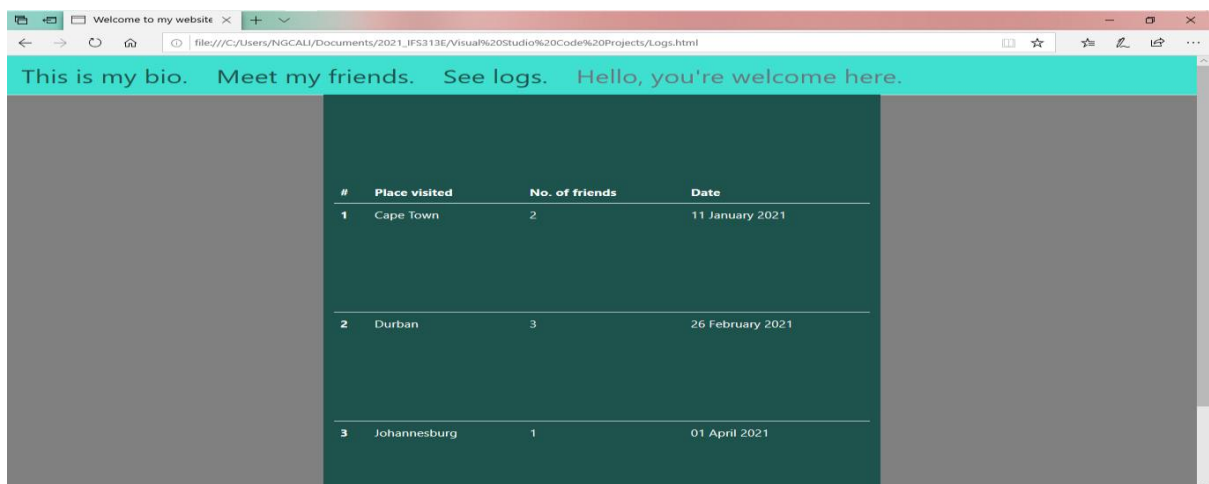 Welcome to my website
file:///C:/Users/NGCALI/Documents/2021_IFS313E/Visual%20Studio%20Code%20Projects/Logs.html
This is my bio. Meet my friends. See logs. Hello, you're welcome here.
# Place visited No. of friends Date
1 Cape Town 2 11 January 2021
2 Durban 3 26 February 2021
3 Johannesburg 1 01 April 2021